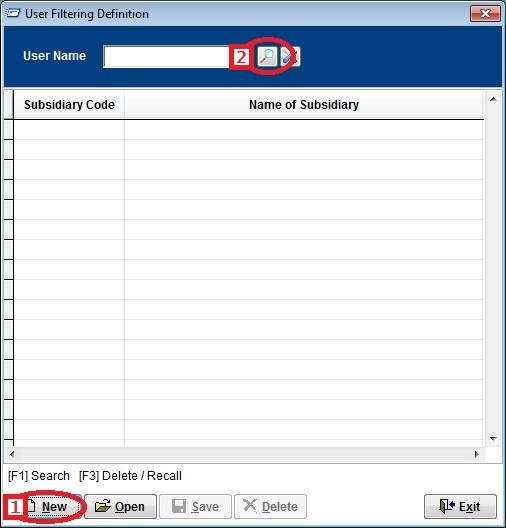 User Filtering Definition
User Name 2
Subsidiary Code Name of Subsidiary
[F1] Search [F3] Delete / Recall
1 New Open Save Delete Exit